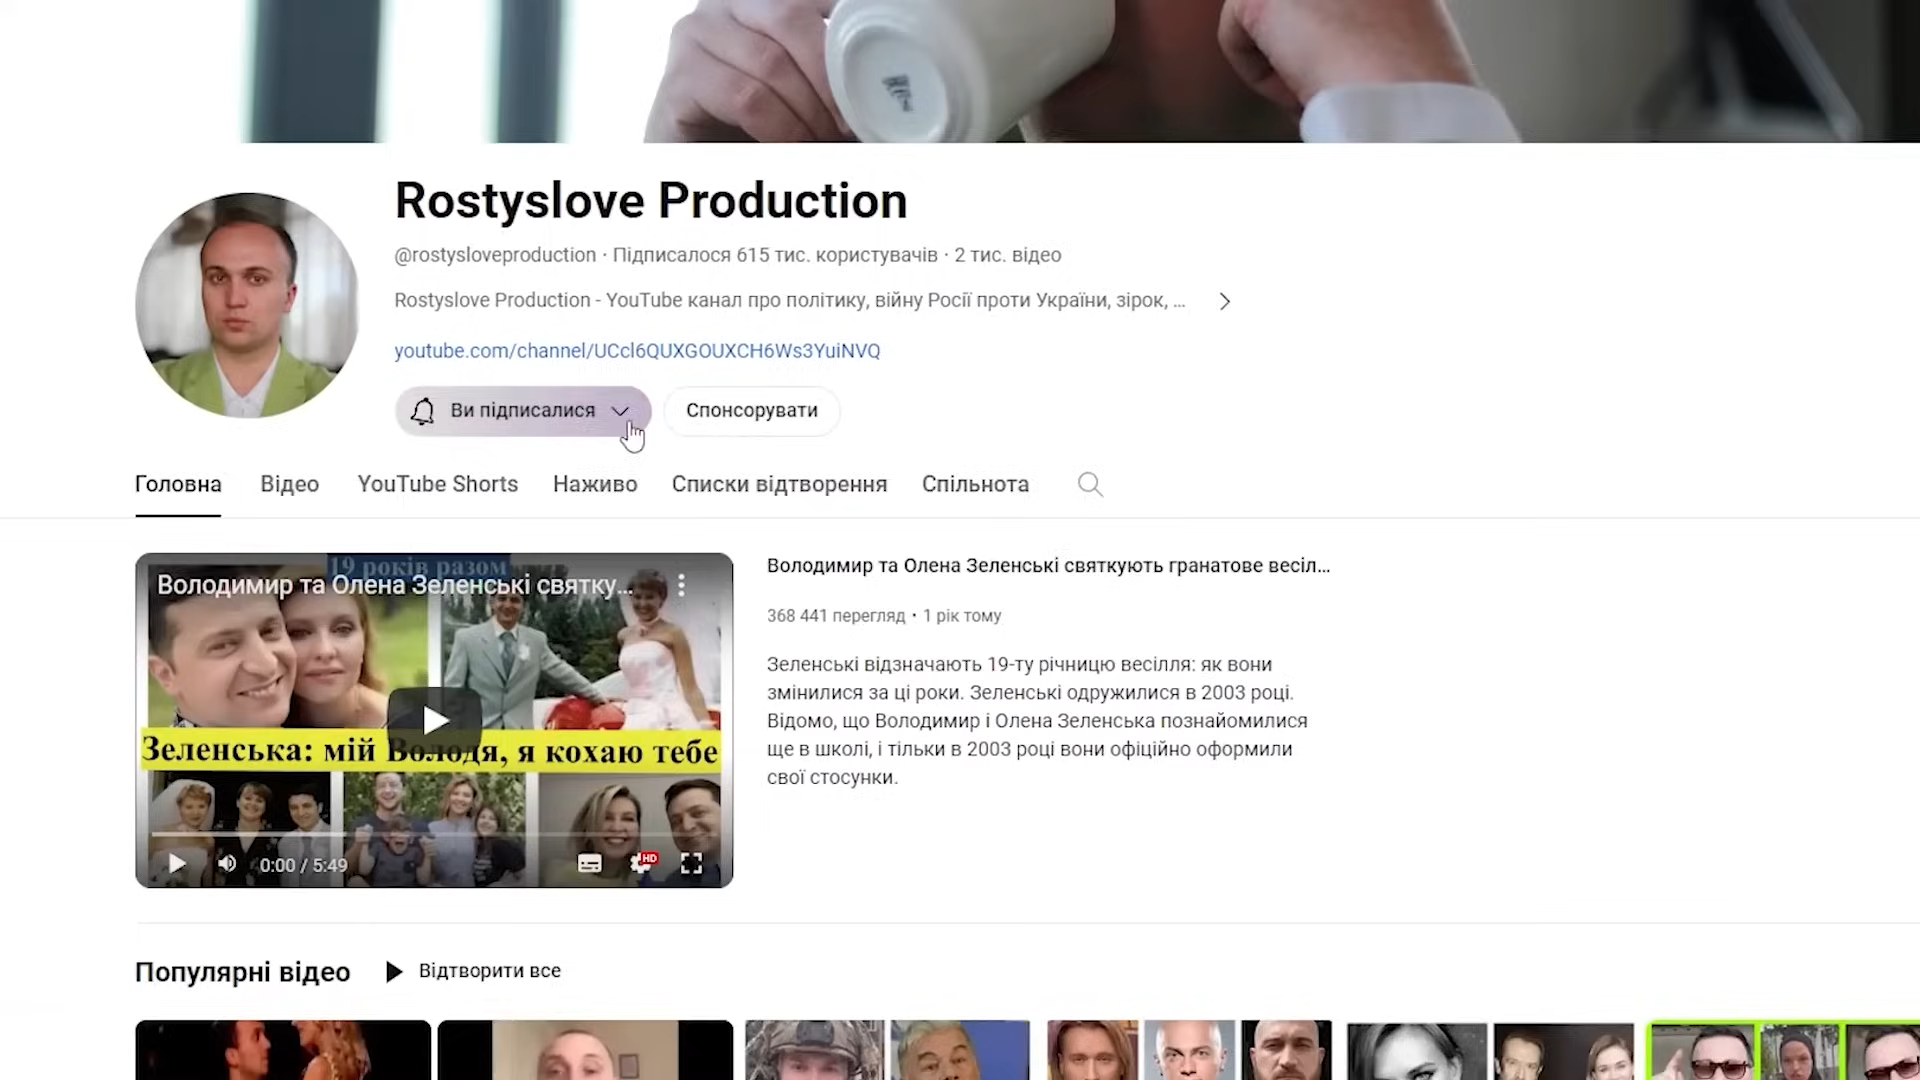 Rostyslove Production
@rostysloveproduction · Підписалося 615 тис. користувачів · 2 тис. відео
Rostyslove Production - YouTube канал про політику, війну Росії проти України, зірок, ...
youtube.com/channel/UCcl6QUXGOUXCH6Ws3YuiNVQ
Ви підписалися
Спонсорувати
Головна
Відео
YouTube Shorts
Наживо
Списки відтворення
Спільнота
19 років разом
Володимир та Олена Зеленські святку...
Зеленська: мій Володя, я кохаю тебе
0:00 / 5:49
HD
Володимир та Олена Зеленські святкують гранатове весіл...
368 441 перегляд • 1 рік тому
Зеленські відзначають 19-ту річницю весілля: як вони
змінилися за ці роки. Зеленські одружилися в 2003 році.
Відомо, що Володимир і Олена Зеленська познайомилися
ще в школі, і тільки в 2003 році вони офіційно оформили
свої стосунки.
Популярні відео
Відтворити все